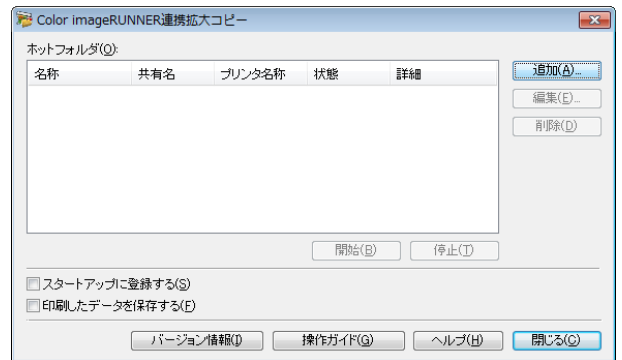 Color imageRUNNER連携拡大コピー
ホットフォルダ(O):
名称 共有名 プリンタ名称 状態 詳細
追加(A)...
編集(E)...
削除(D)
開始(B) 停止(T)
スタートアップに登録する(S)
印刷したデータを保存する(F)
バージョン情報(I) 操作ガイド(G) ヘルプ(H) 閉じる(C)